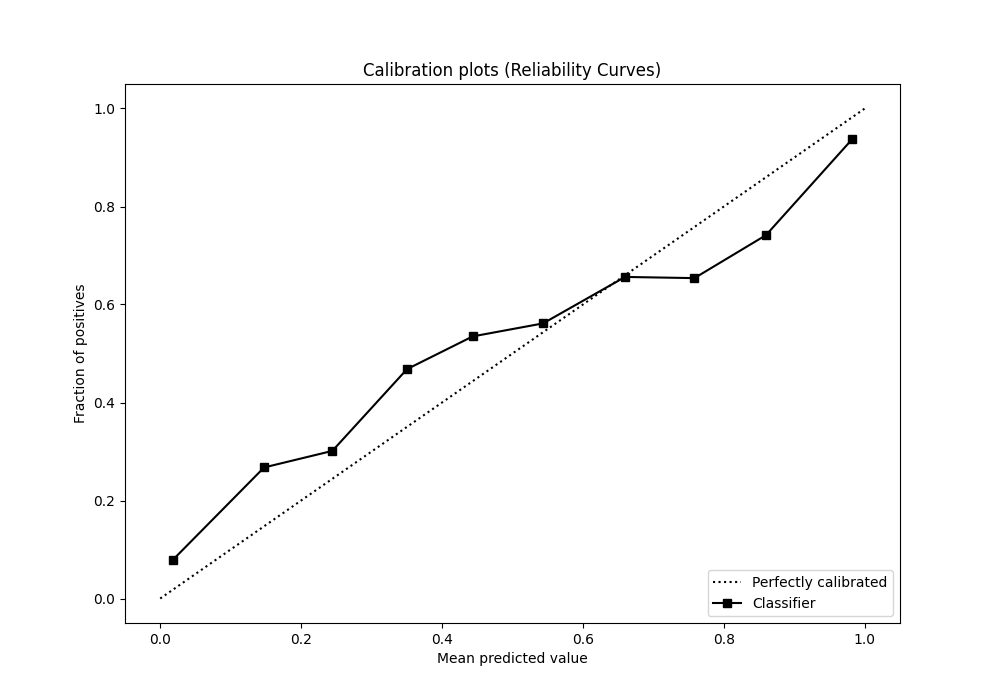 Calibration plots (Reliability Curves)
1.0
0.8
0.6
0.4
0.2
0.0
Fraction of positives
0.0 0.2 0.4 0.6 0.8 1.0
Mean predicted value
Perfectly calibrated
Classifier